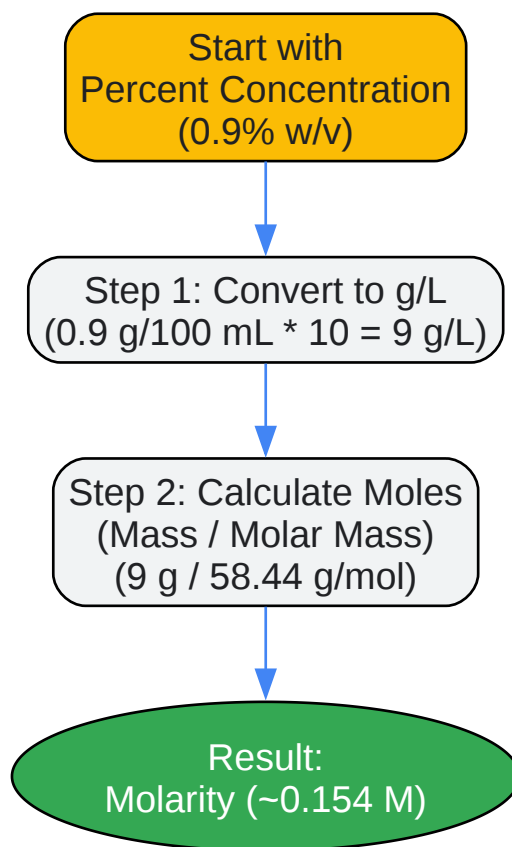 Start with
Percent Concentration
(0.9% w/v)
Step 1: Convert to g/L
(0.9 g/100 mL * 10 = 9 g/L)
Step 2: Calculate Moles
(Mass / Molar Mass)
(9 g / 58.44 g/mol)
Result:
Molarity (~0.154 M)